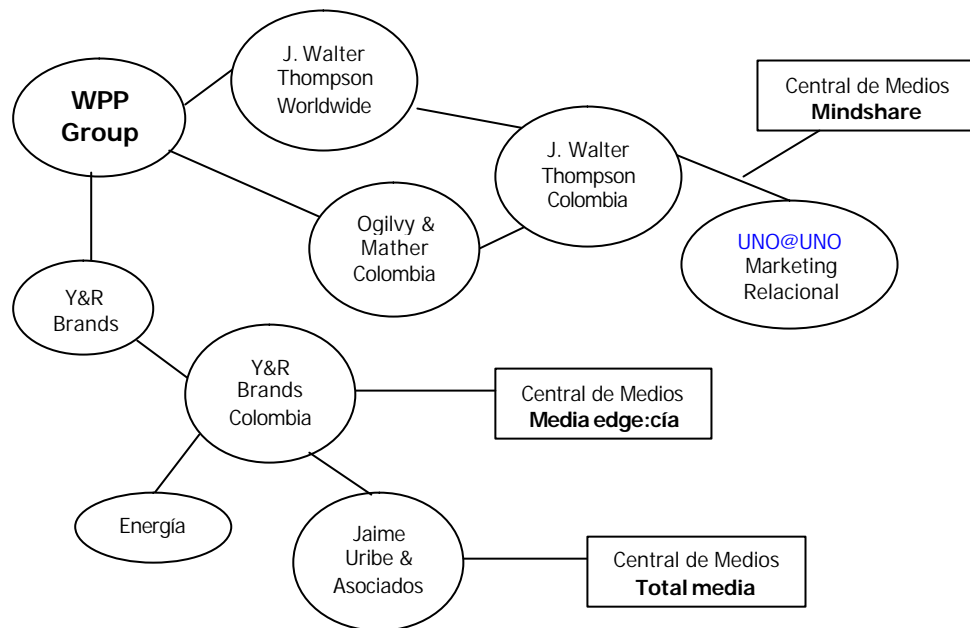 J. Walter
Thompson
Worldwide
WPP
Group
Central de Medios
Mindshare
J. Walter
Thompson
Colombia
Ogilvy &
Mather
Colombia
UNO@UNO
Marketing
Relacional
Y&R
Brands
Y&R
Brands
Colombia
Central de Medios
Media edge:cía
Energía
Jaime
Uribe &
Asociados
Central de Medios
Total media